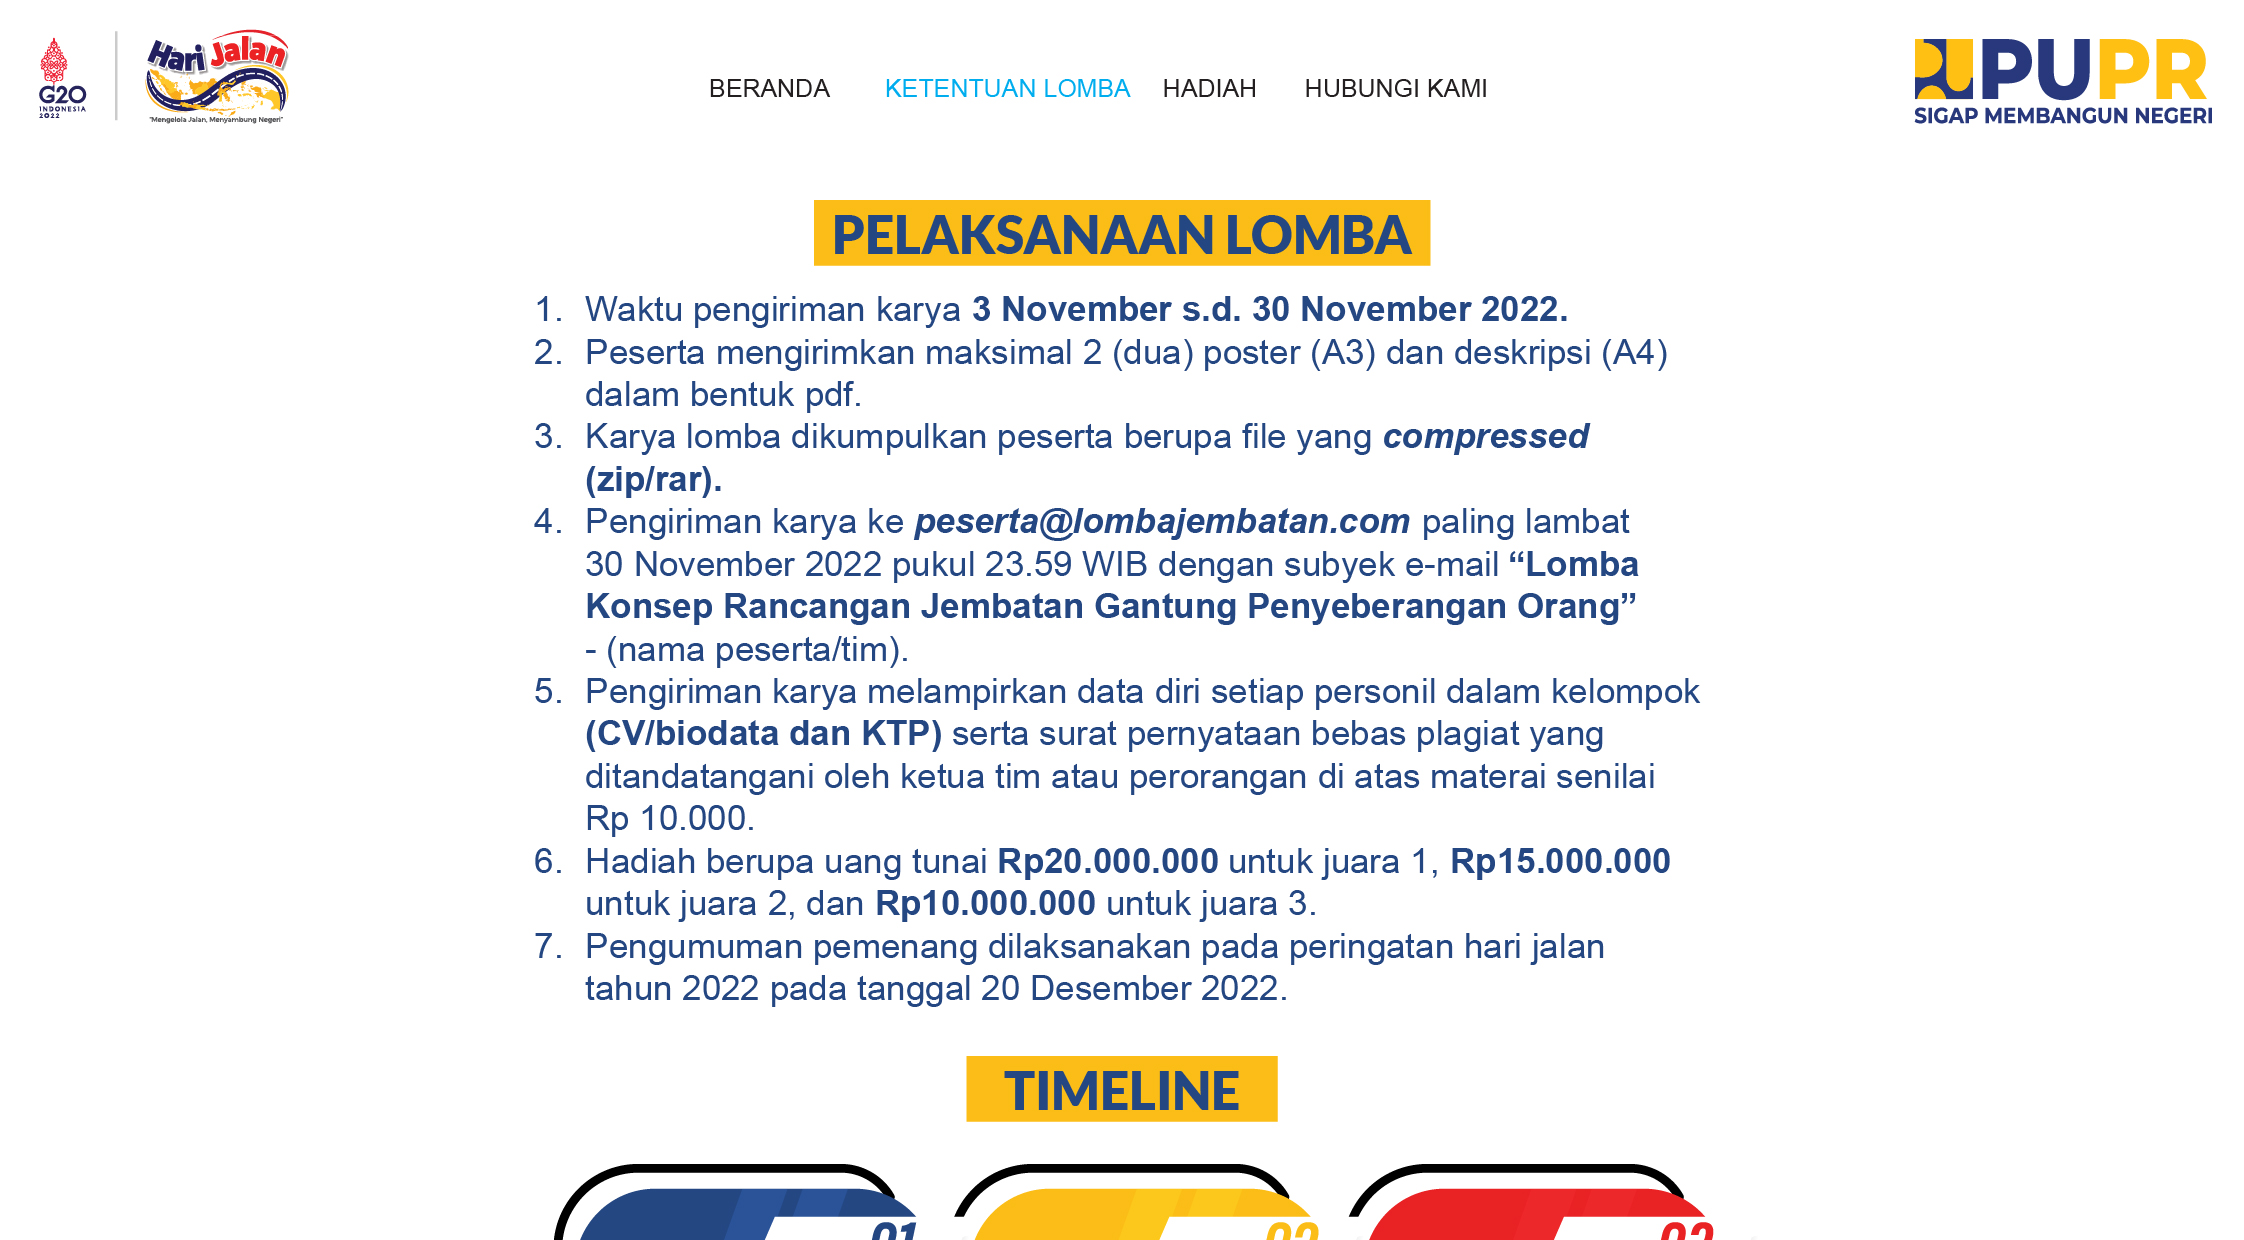 G20
INDONESIA
2022
Hari Jalan
"Mengelola Jalan, Menyambung Negeri"
BERANDA KETENTUAN LOMBA HADIAH HUBUNGI KAMI
PUPR
SIGAP MEMBANGUN NEGERI
PELAKSANAAN LOMBA
1. Waktu pengiriman karya 3 November s.d. 30 November 2022.
2. Peserta mengirimkan maksimal 2 (dua) poster (A3) dan deskripsi (A4)
dalam bentuk pdf.
3. Karya lomba dikumpulkan peserta berupa file yang compressed
(zip/rar).
4. Pengiriman karya ke peserta@lombajembatan.com paling lambat
30 November 2022 pukul 23.59 WIB dengan subyek e-mail “Lomba
Konsep Rancangan Jembatan Gantung Penyeberangan Orang”
- (nama peserta/tim).
5. Pengiriman karya melampirkan data diri setiap personil dalam kelompok
(CV/biodata dan KTP) serta surat pernyataan bebas plagiat yang
ditandatangani oleh ketua tim atau perorangan di atas materai senilai
Rp 10.000.
6. Hadiah berupa uang tunai Rp20.000.000 untuk juara 1, Rp15.000.000
untuk juara 2, dan Rp10.000.000 untuk juara 3.
7. Pengumuman pemenang dilaksanakan pada peringatan hari jalan
tahun 2022 pada tanggal 20 Desember 2022.
TIMELINE
01